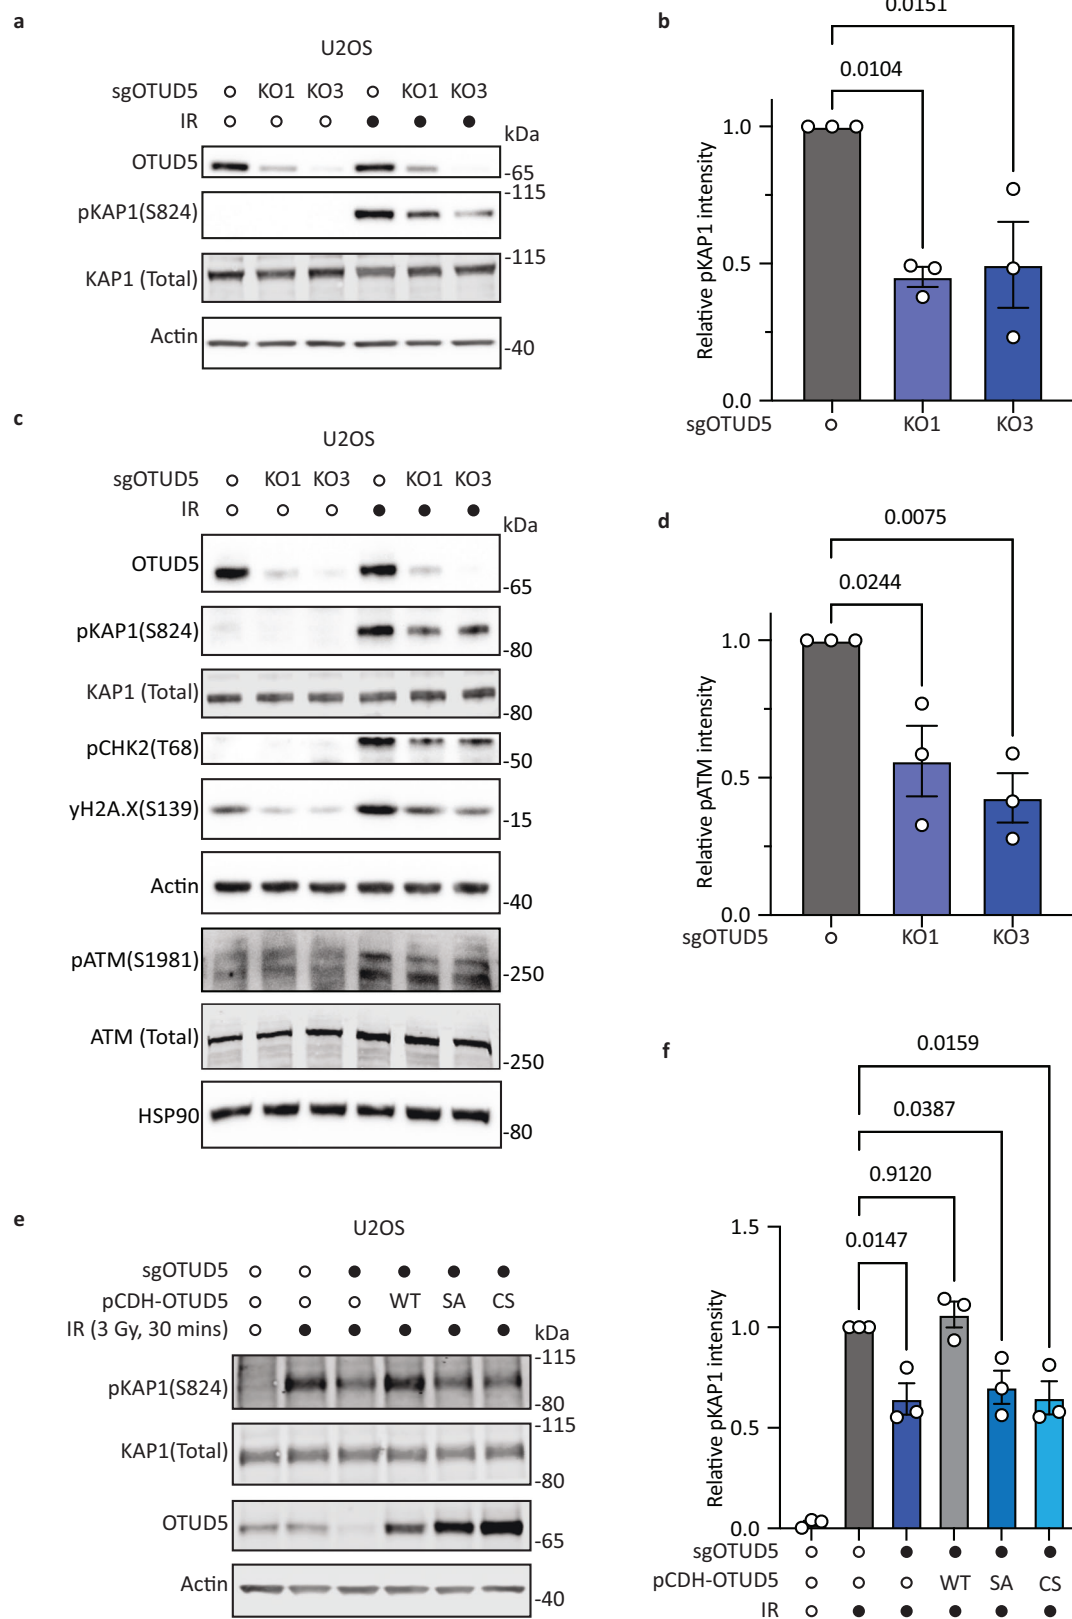 a
U2OS
sgOTUD5 KO1 KO3 KO1 KO3
IR
kDa
OTUD5
-65
-115
pKAP1(S824)
-115
KAP1 (Total)
Actin
-40
b
0.0151
0.0104
Relative pKAP1 intensity
1.0
0.5
0.0
sgOTUD5 KO1 KO3
c
U2OS
sgOTUD5 KO1 KO3 KO1 KO3
IR
kDa
OTUD5
-65
pKAP1(S824)
-80
KAP1 (Total)
-80
pCHK2(T68)
-50
yH2A.X(S139)
-15
Actin
-40
pATM(S1981)
-250
ATM (Total)
-250
HSP90
-80
d
0.0075
0.0244
Relative pATM intensity
1.0
0.5
0.0
sgOTUD5 KO1 KO3
e
U2OS
sgOTUD5
pCDH-OTUD5 WT SA CS
IR (3 Gy, 30 mins)
kDa
-115
pKAP1(S824)
-80
-115
KAP1(Total)
-80
OTUD5
-65
Actin
-40
f
0.0159
0.0387
0.9120
0.0147
Relative pKAP1 intensity
1.5
1.0
0.5
0.0
sgOTUD5
pCDH-OTUD5 WT SA CS
IR